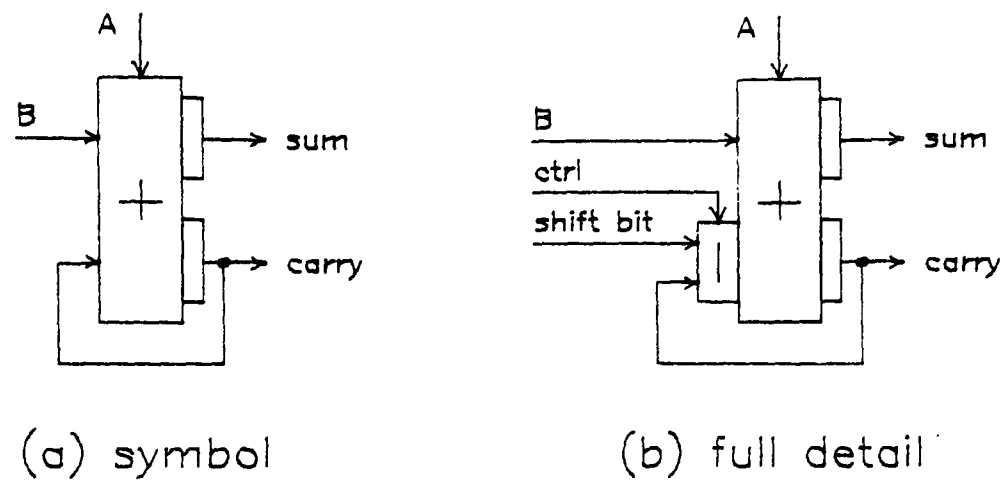 A
B
+
sum
carry
(a) symbol
A
B
ctrl
shift bit
+
sum
carry
(b) full detail